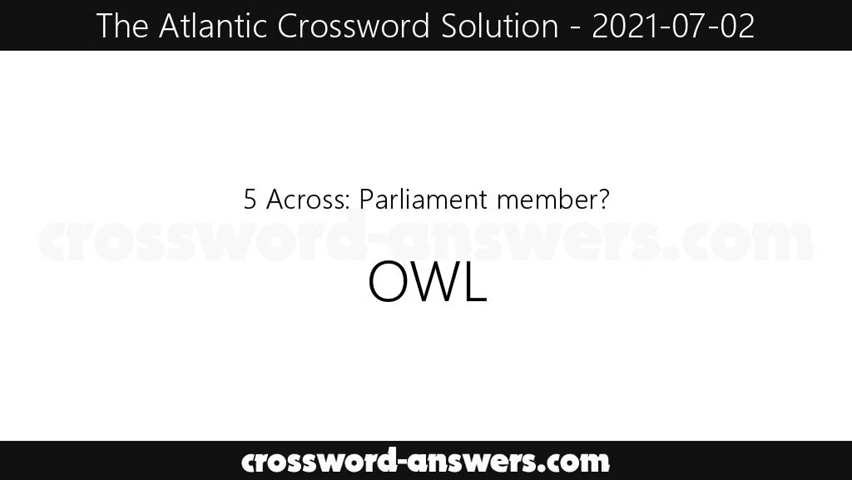 The Atlantic Crossword Solution - 2021-07-02
5 Across: Parliament member?
crossword-answers.com
OWL
crossword-answers.com